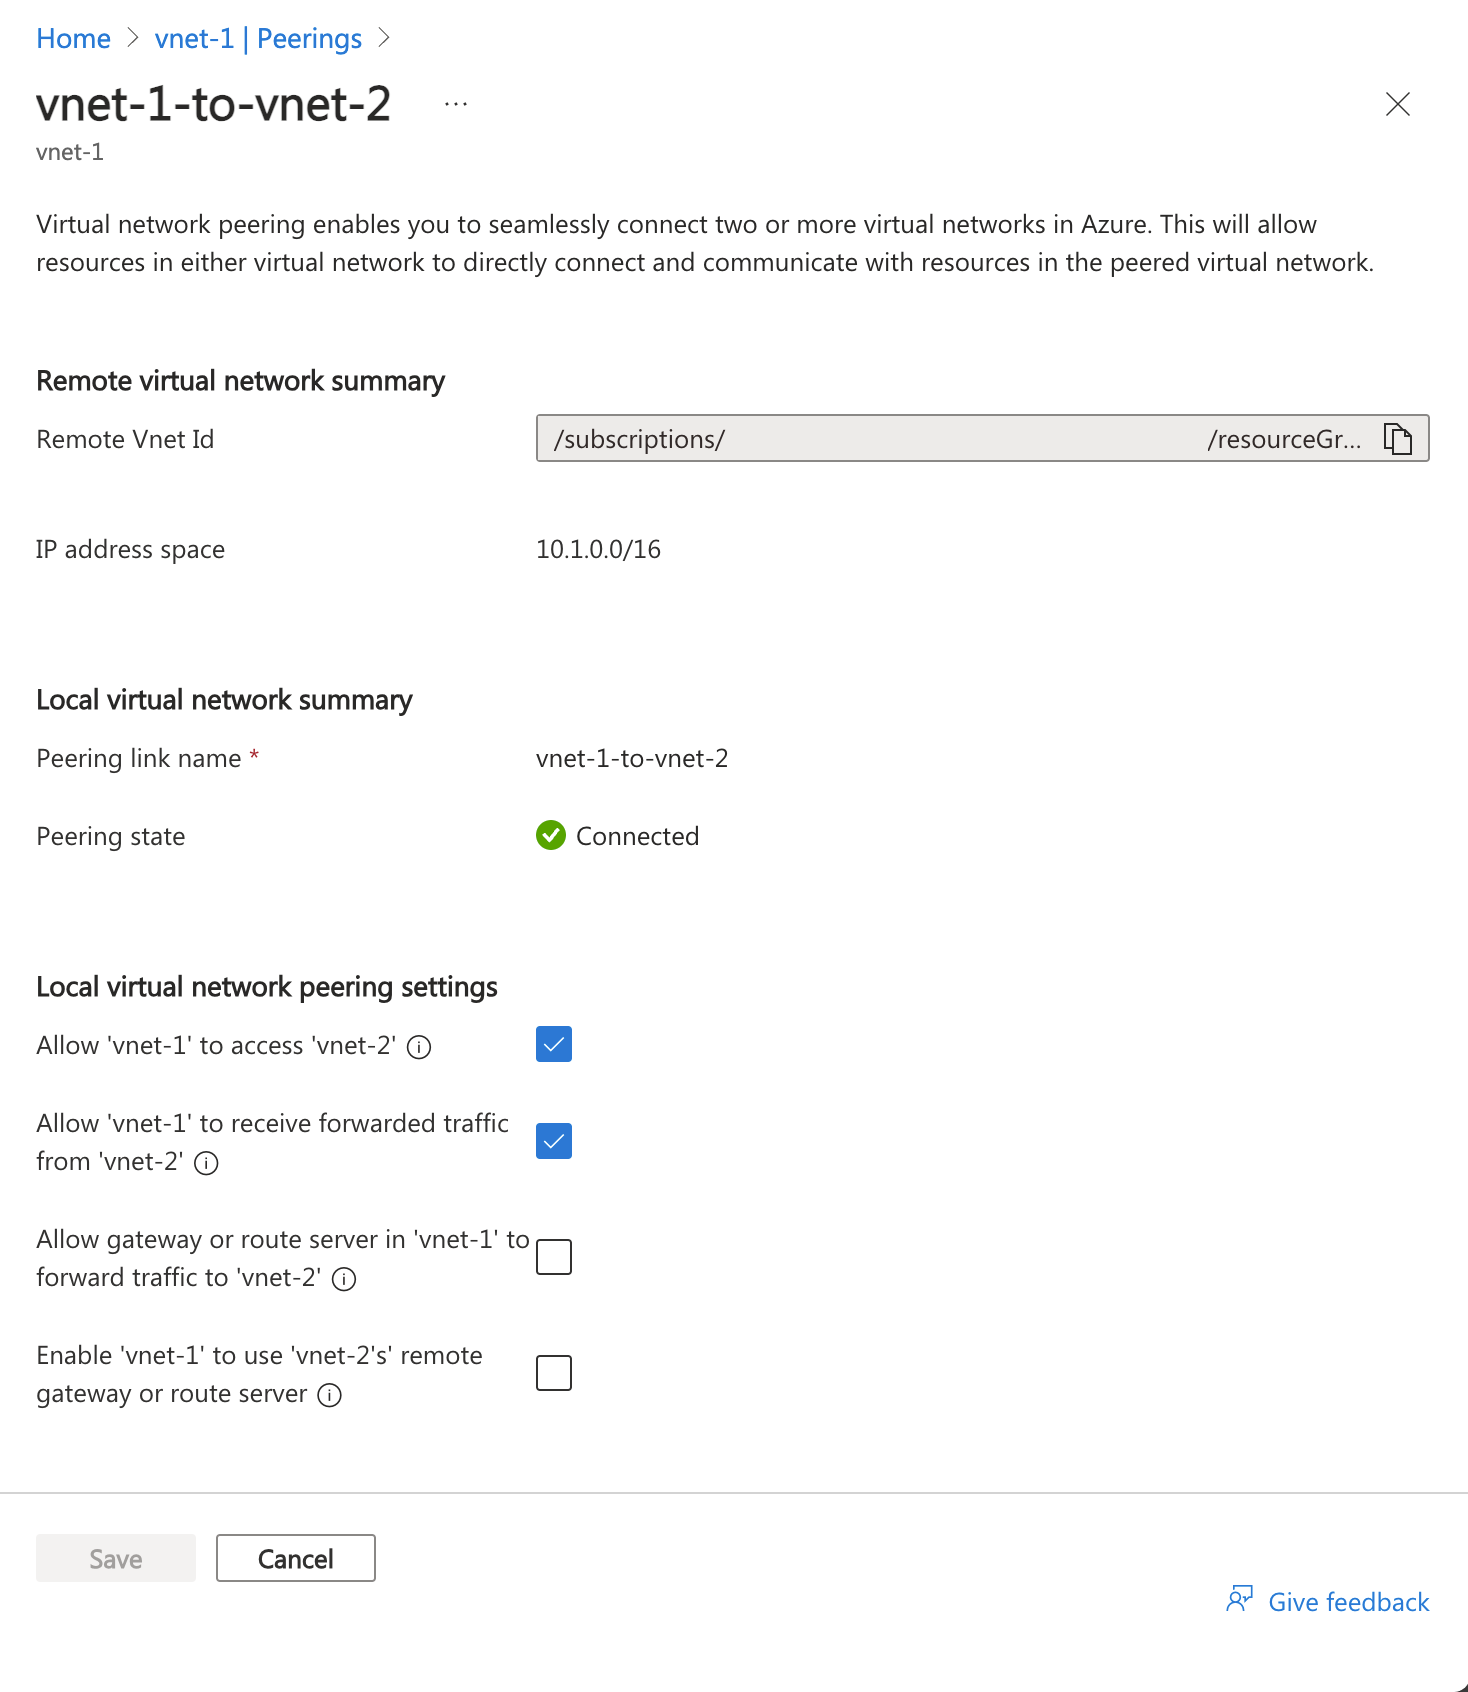 Home > vnet-1 | Peerings >
vnet-1-to-vnet-2 ...
vnet-1
Virtual network peering enables you to seamlessly connect two or more virtual networks in Azure. This will allow
resources in either virtual network to directly connect and communicate with resources in the peered virtual network.
Remote virtual network summary
Remote Vnet Id /subscriptions/ /resourceGr...
IP address space 10.1.0.0/16
Local virtual network summary
Peering link name * vnet-1-to-vnet-2
Peering state Connected
Local virtual network peering settings
Allow 'vnet-1' to access 'vnet-2'
Allow 'vnet-1' to receive forwarded traffic
from 'vnet-2'
Allow gateway or route server in 'vnet-1' to
forward traffic to 'vnet-2'
Enable 'vnet-1' to use 'vnet-2's' remote
gateway or route server
Save Cancel
Give feedback